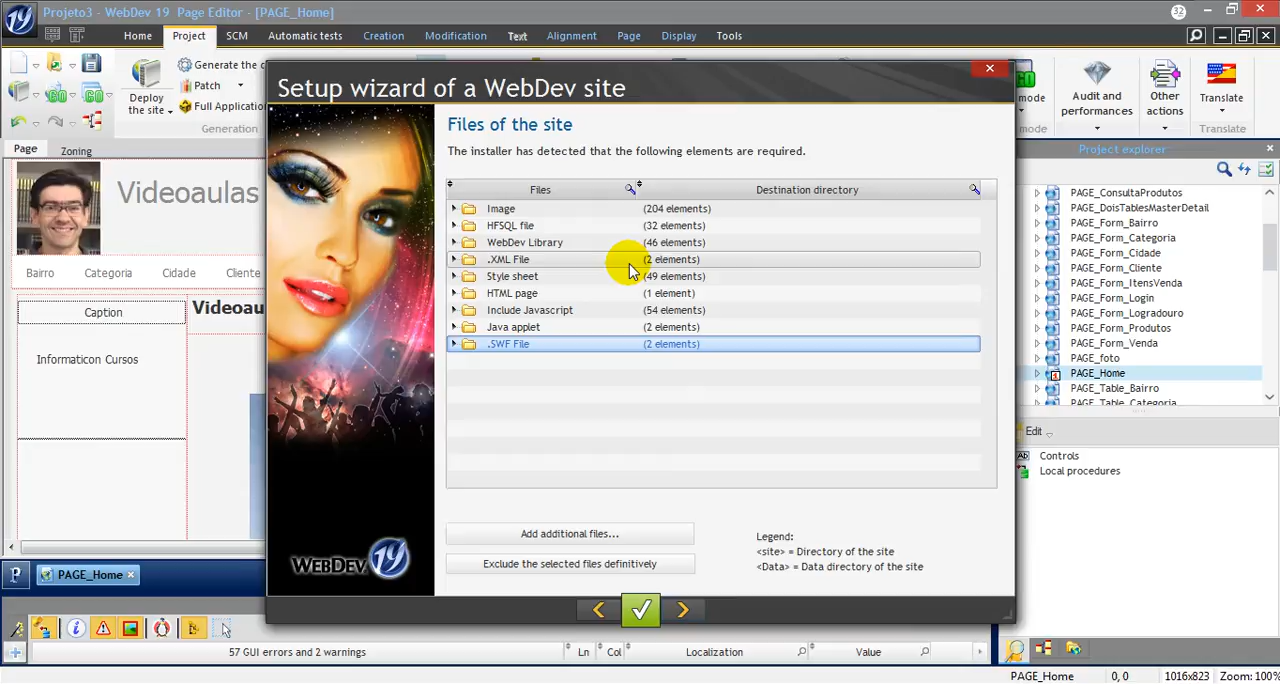 19 Projeto3 - WebDev 19 Page Editor - [PAGE_Home] 32
Home Project SCM Automatic tests Creation Modification Text Alignment Page Display Tools
Deploy
the site
Generate the c
Patch
Full Applicatio
Generation
GO
mode
mode
Audit and
performances
Other
actions
Translate
Translate
Page Zoning
Videoaulas
Bairro Categoria Cidade Cliente
Caption
Videoau
Informaticon Cursos
Setup wizard of a WebDev site
Files of the site
The installer has detected that the following elements are required.
Files Destination directory
Image (204 elements)
HFSQL file (32 elements)
WebDev Library (46 elements)
.XML File (2 elements)
Style sheet (49 elements)
HTML page (1 element)
Include Javascript (54 elements)
Java applet (2 elements)
.SWF File (2 elements)
Add additional files...
Exclude the selected files definitively
Legend:
<site> = Directory of the site
<Data> = Data directory of the site
WEBDEV 19
Project explorer
PAGE_ConsultaProdutos
PAGE_DoisTablesMasterDetail
PAGE_Form_Bairro
PAGE_Form_Categoria
PAGE_Form_Cidade
PAGE_Form_Cliente
PAGE_Form_ItensVenda
PAGE_Form_Login
PAGE_Form_Logradouro
PAGE_Form_Produtos
PAGE_Form_Venda
PAGE_foto
PAGE_Home
PAGE_Table_Bairro
PAGE_Table_Categoria
Edit
Controls
Local procedures
P PAGE_Home
57 GUI errors and 2 warnings Ln Col Localization Value
PAGE_Home 0, 0 1016x823 Zoom: 100%